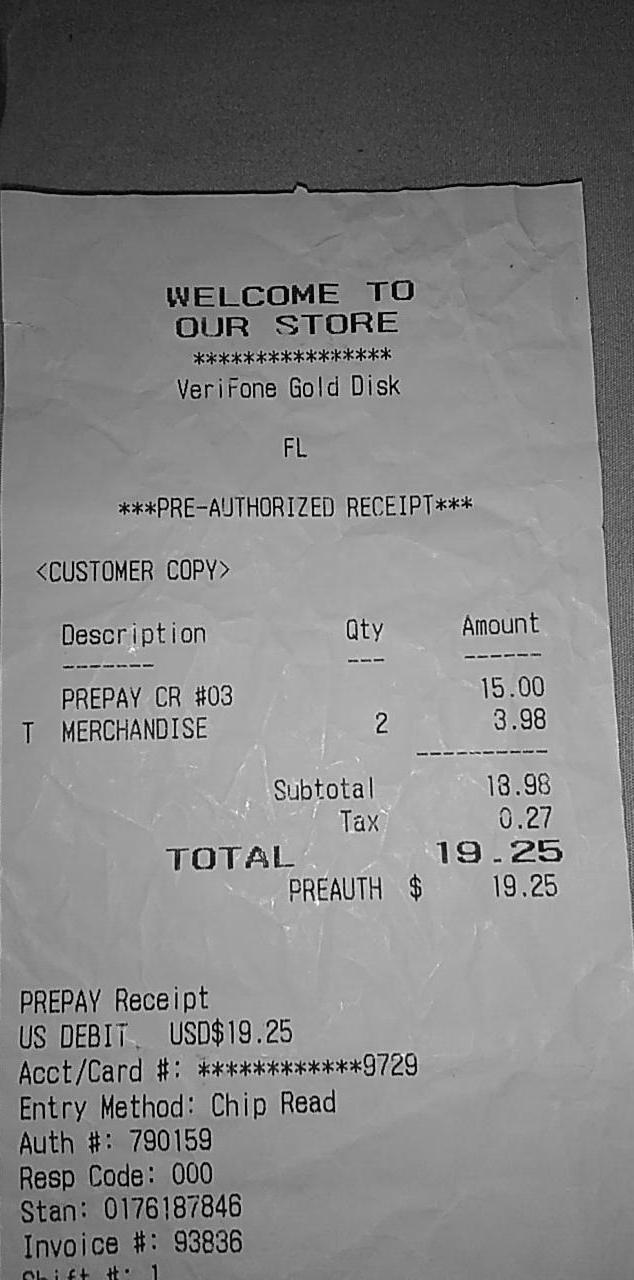 WELCOME TO
OUR STORE
****************
VeriFone Gold Disk
FL
***PRE-AUTHORIZED RECEIPT***
<CUSTOMER COPY>
Description Qty Amount
------- --- ------
PREPAY CR #03 15.00
T MERCHANDISE 2 3.98
----------
Subtotal 18.98
Tax 0.27
TOTAL 19.25
PREAUTH $ 19.25
PREPAY Receipt
US DEBIT USD$19.25
Acct/Card #: ************9729
Entry Method: Chip Read
Auth #: 790159
Resp Code: 000
Stan: 0176187846
Invoice #: 93836
Shift #: 1